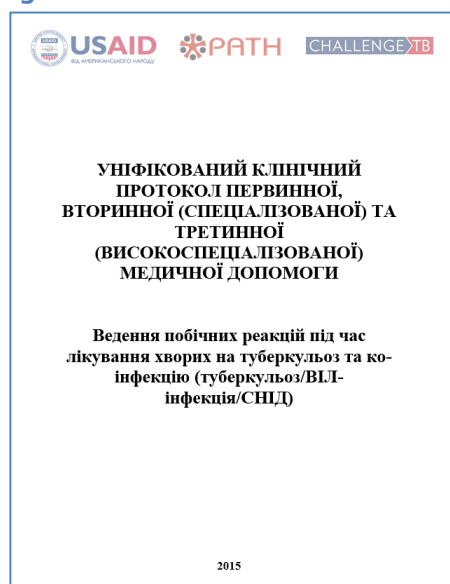 USAID
ВІД АМЕРИКАНСЬКОГО НАРОДУ
PATH
CHALLENGE TB
УНІФІКОВАНИЙ КЛІНІЧНИЙ
ПРОТОКОЛ ПЕРВИННОЇ,
ВТОРИННОЇ (СПЕЦІАЛІЗОВАНОЇ) ТА
ТРЕТИННОЇ
(ВИСОКОСПЕЦІАЛІЗОВАНОЇ)
МЕДИЧНОЇ ДОПОМОГИ
Ведення побічних реакцій під час
лікування хворих на туберкульоз та ко-
інфекцію (туберкульоз/ВІЛ-
інфекція/СНІД)
2015